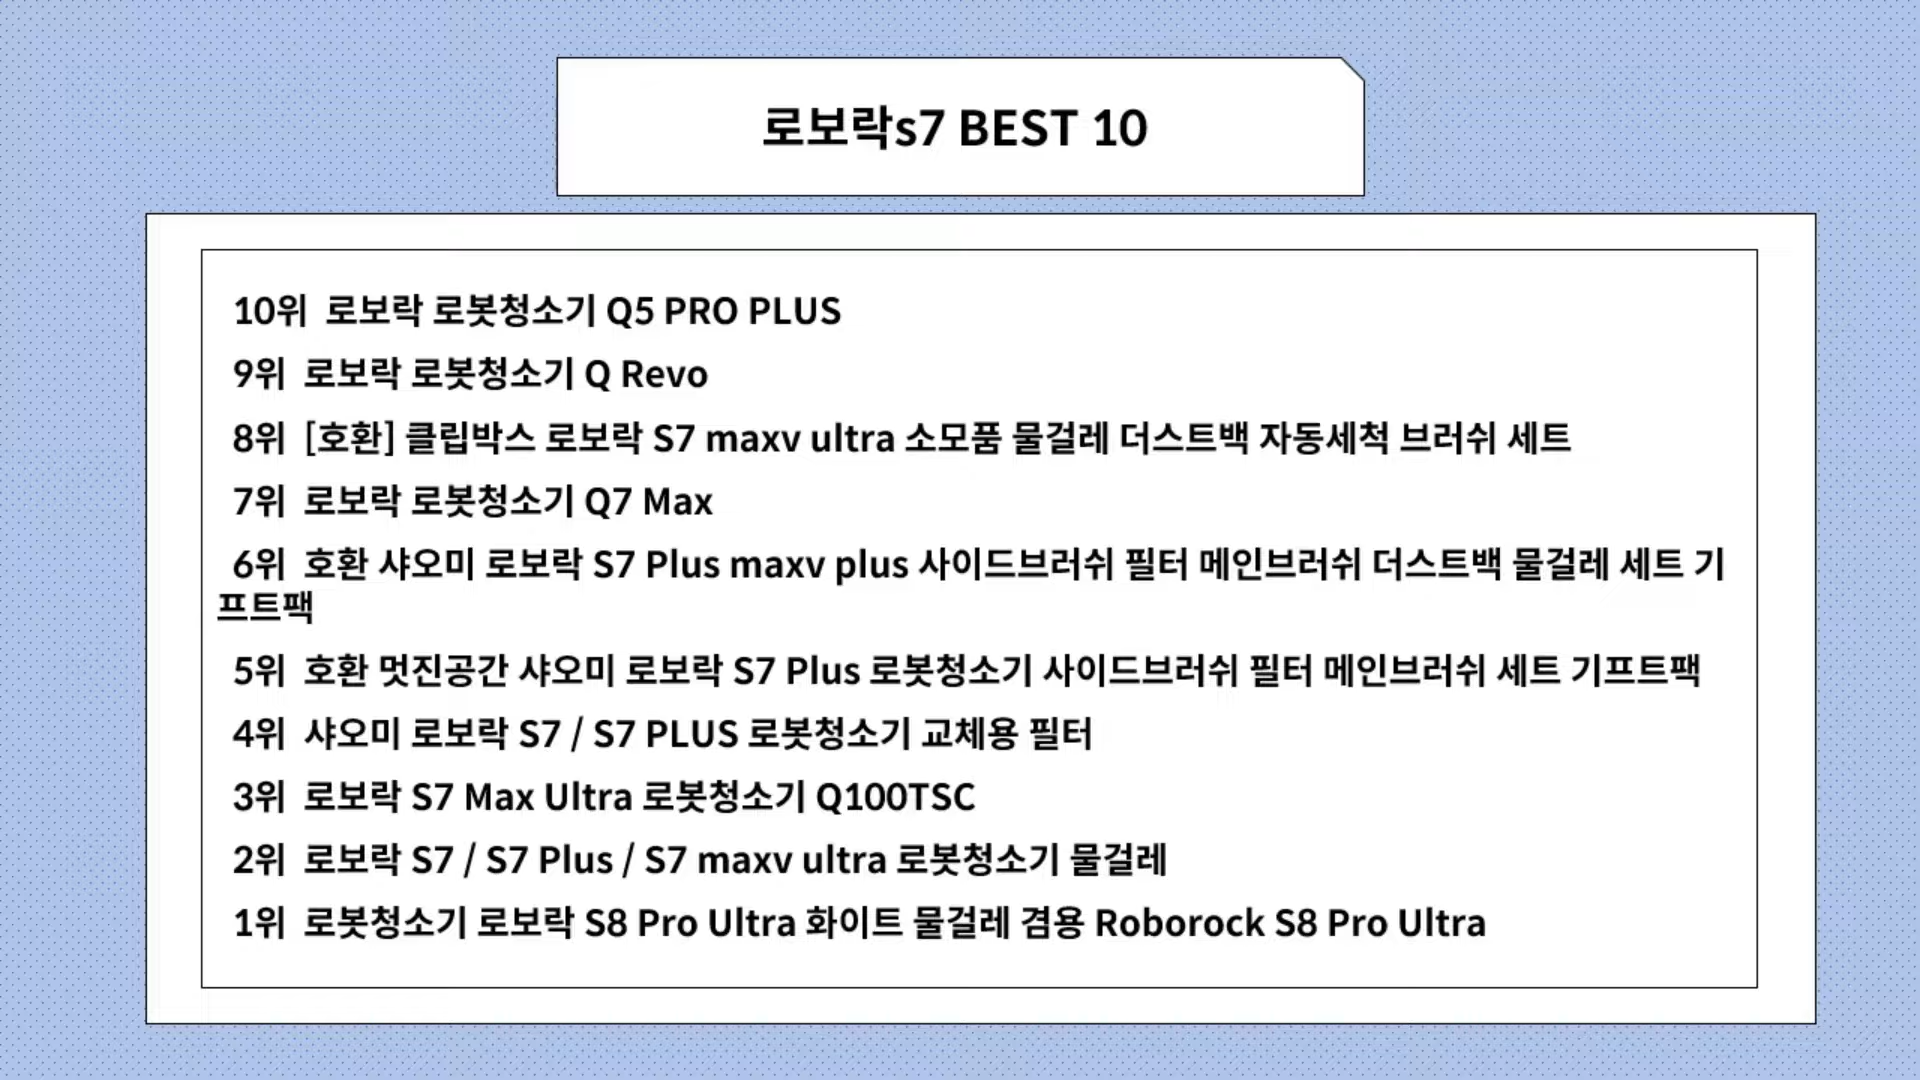 로보락s7 BEST 10
10위 로보락 로봇청소기 Q5 PRO PLUS
9위 로보락 로봇청소기 Q Revo
8위 [호환] 클립박스 로보락 S7 maxv ultra 소모품 물걸레 더스트백 자동세척 브러쉬 세트
7위 로보락 로봇청소기 Q7 Max
6위 호환 샤오미 로보락 S7 Plus maxv plus 사이드브러쉬 필터 메인브러쉬 더스트백 물걸레 세트 기
프트팩
5위 호환 멋진공간 샤오미 로보락 S7 Plus 로봇청소기 사이드브러쉬 필터 메인브러쉬 세트 기프트팩
4위 샤오미 로보락 S7 / S7 PLUS 로봇청소기 교체용 필터
3위 로보락 S7 Max Ultra 로봇청소기 Q100TSC
2위 로보락 S7 / S7 Plus / S7 maxv ultra 로봇청소기 물걸레
1위 로봇청소기 로보락 S8 Pro Ultra 화이트 물걸레 겸용 Roborock S8 Pro Ultra